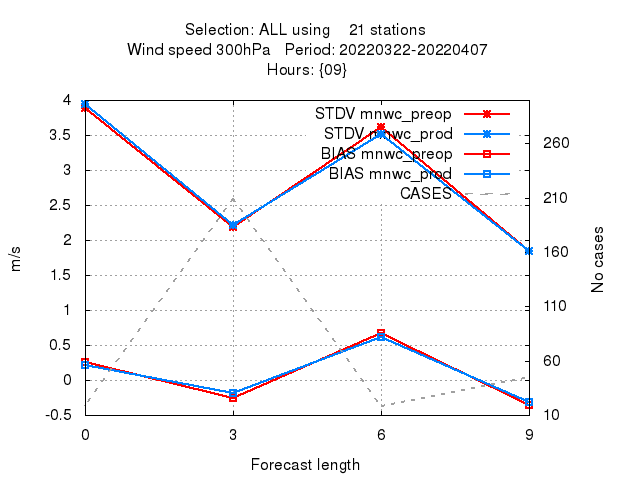 Selection: ALL using 21 stations
Wind speed 300hPa Period: 20220322-20220407
Hours: {09}
STDV mnwc_preop
STDV mnwc_prod
BIAS mnwc_preop
BIAS mnwc_prod
CASES
4
3.5
3
2.5
2
1.5
1
0.5
0
-0.5
m/s
260
210
160
110
60
10
No cases
0 3 6 9
Forecast length